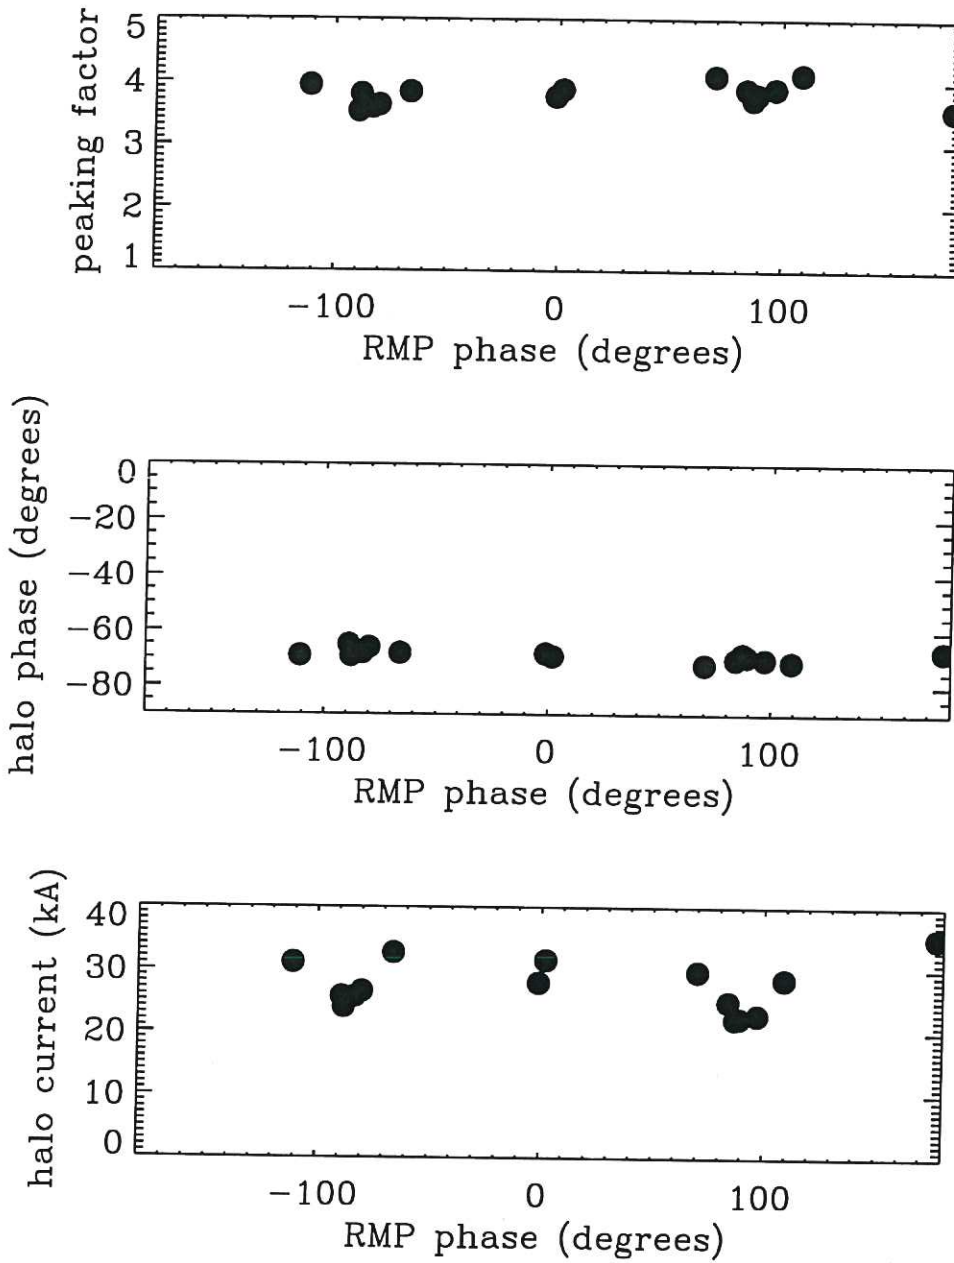 peaking factor
5
4
3
2
1
−100 0 100
RMP phase (degrees)
halo phase (degrees)
0
−20
−40
−60
−80
−100 0 100
RMP phase (degrees)
halo current (kA)
40
30
20
10
0
−100 0 100
RMP phase (degrees)